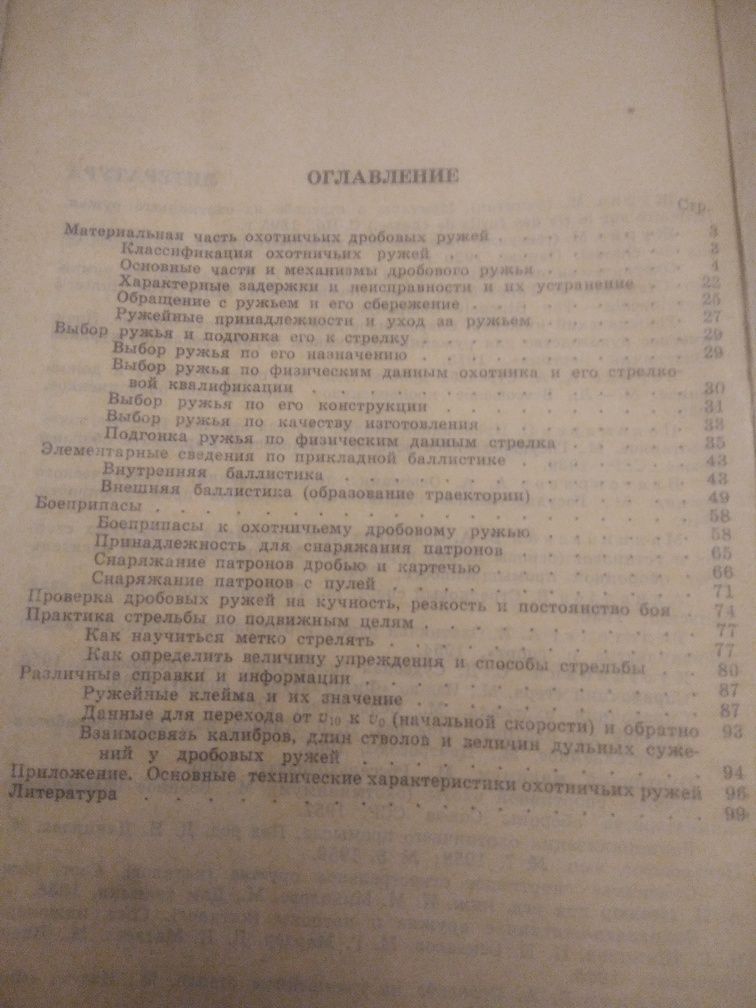 ОГЛАВЛЕНИЕ
Стр.
Материальная часть охотничьих дробовых ружей . . . . . . . 3
Классификация охотничьих ружей . . . . . . . . . 3
Основные части и механизмы дробового ружья . . . . . . 4
Характерные задержки и неисправности и их устранение . . 22
Обращение с ружьем и его сбережение . . . . . . . . 25
Ружейные принадлежности и уход за ружьем . . . . . . 27
Выбор ружья и подгонка его к стрелку . . . . . . . . . . 29
Выбор ружья по его назначению . . . . . . . . . . 29
Выбор ружья по физическим данным охотника и его стрелко-
вой квалификации . . . . . . . . . . . . . 30
Выбор ружья по его конструкции . . . . . . . . . 31
Выбор ружья по качеству изготовления . . . . . . . 33
Подгонка ружья по физическим данным стрелка . . . . . 35
Элементарные сведения по прикладной баллистике . . . . . . . 43
Внутренняя баллистика . . . . . . . . . . . . 43
Внешняя баллистика (образование траектории) . . . . . . 49
Боеприпасы . . . . . . . . . . . . . . . . . . 58
Боеприпасы к охотничьему дробовому ружью . . . . . . 58
Принадлежность для снаряжания патронов . . . . . . . 65
Снаряжание патронов дробью и картечью . . . . . . . 66
Снаряжание патронов с пулей . . . . . . . . . . 71
Проверка дробовых ружей на кучность, резкость и постоянство боя . 74
Практика стрельбы по подвижным целям . . . . . . . . . . 77
Как научиться метко стрелять . . . . . . . . . . 77
Как определить величину упреждения и способы стрельбы . . 80
Различные справки и информации . . . . . . . . . . . 87
Ружейные клейма и их значение . . . . . . . . . . 87
Данные для перехода от v₁₀ к v₀ (начальной скорости) и обратно 93
Взаимосвязь калибров, длин стволов и величин дульных суже-
ний у дробовых ружей . . . . . . . . . . . . 94
Приложение. Основные технические характеристики охотничьих ружей 96
Литература . . . . . . . . . . . . . . . . . . 99